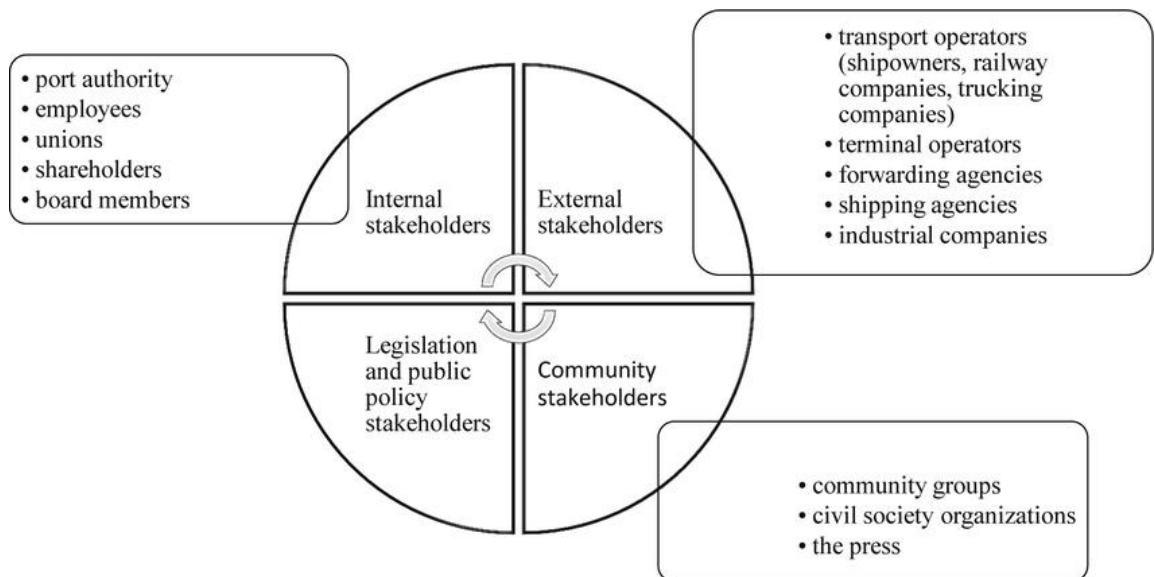 • port authority
• employees
• unions
• shareholders
• board members
• transport operators
(shipowners, railway
companies, trucking
companies)
• terminal operators
• forwarding agencies
• shipping agencies
• industrial companies
Internal
stakeholders
External
stakeholders
Legislation
and public
policy
stakeholders
Community
stakeholders
• community groups
• civil society organizations
• the press